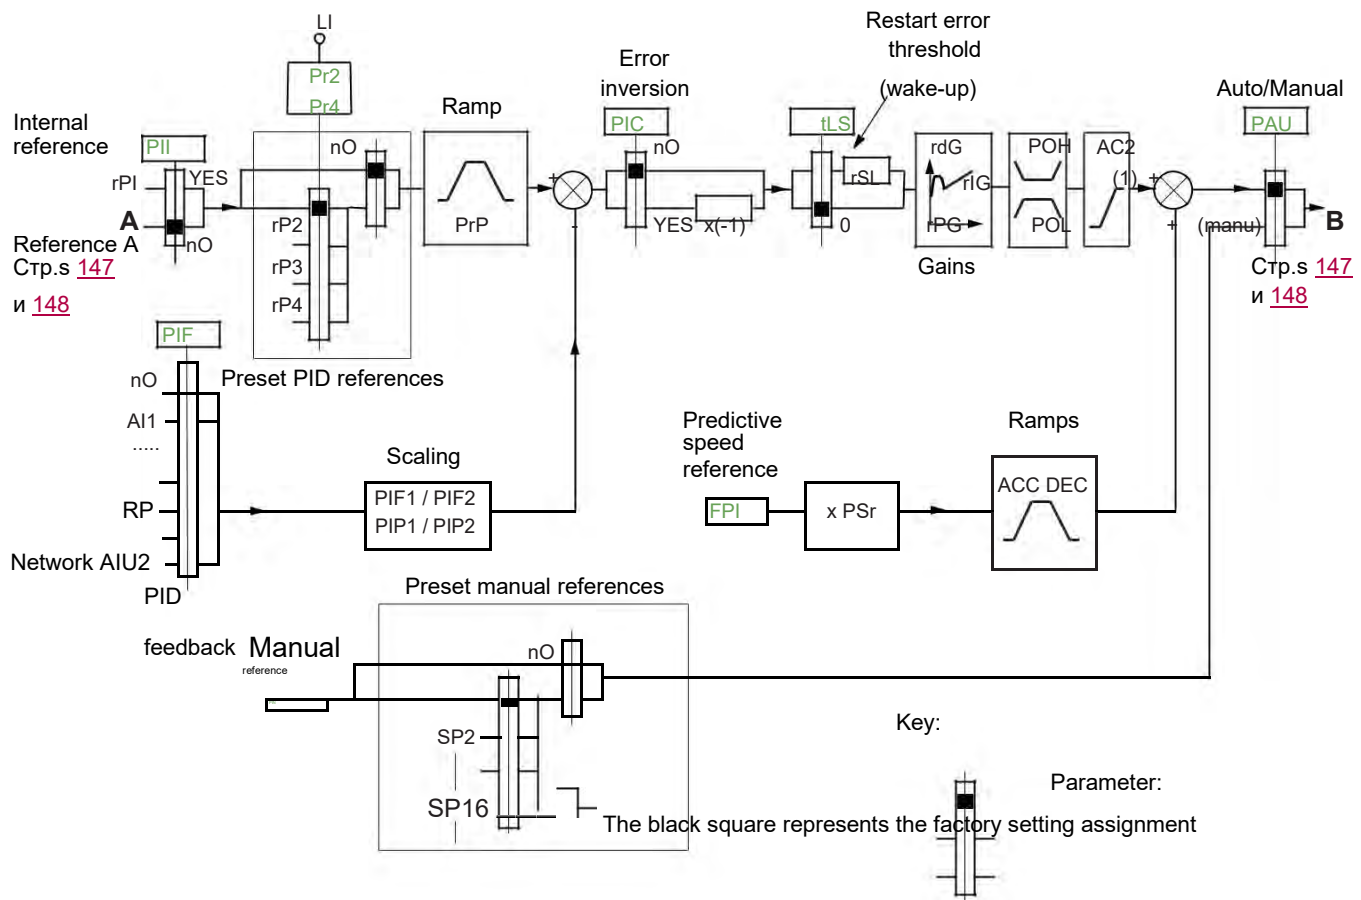 LI
Pr2
Pr4
Internal
reference
PII
rPI
YES
A
nO
Reference A
Стр.s 147
и 148
nO
rP2
rP3
rP4
Preset PID references
Ramp
PrP
+
-
Error
inversion
PIC
nO
YES
x(-1)
Restart error
threshold
(wake-up)
tLS
rSL
0
rdG
rIG
rPG
Gains
POH
POL
AC2
(1)
+
+
Auto/Manual
PAU
(manu)
B
Стр.s 147
и 148
PIF
nO
AI1
.....
RP
Network AIU2
PID
feedback
Scaling
PIF1 / PIF2
PIP1 / PIP2
Predictive
speed
reference
FPI
x PSr
Ramps
ACC DEC
Preset manual references
Manual
reference
nO
SP2
SP16
Key:
Parameter:
The black square represents the factory setting assignment